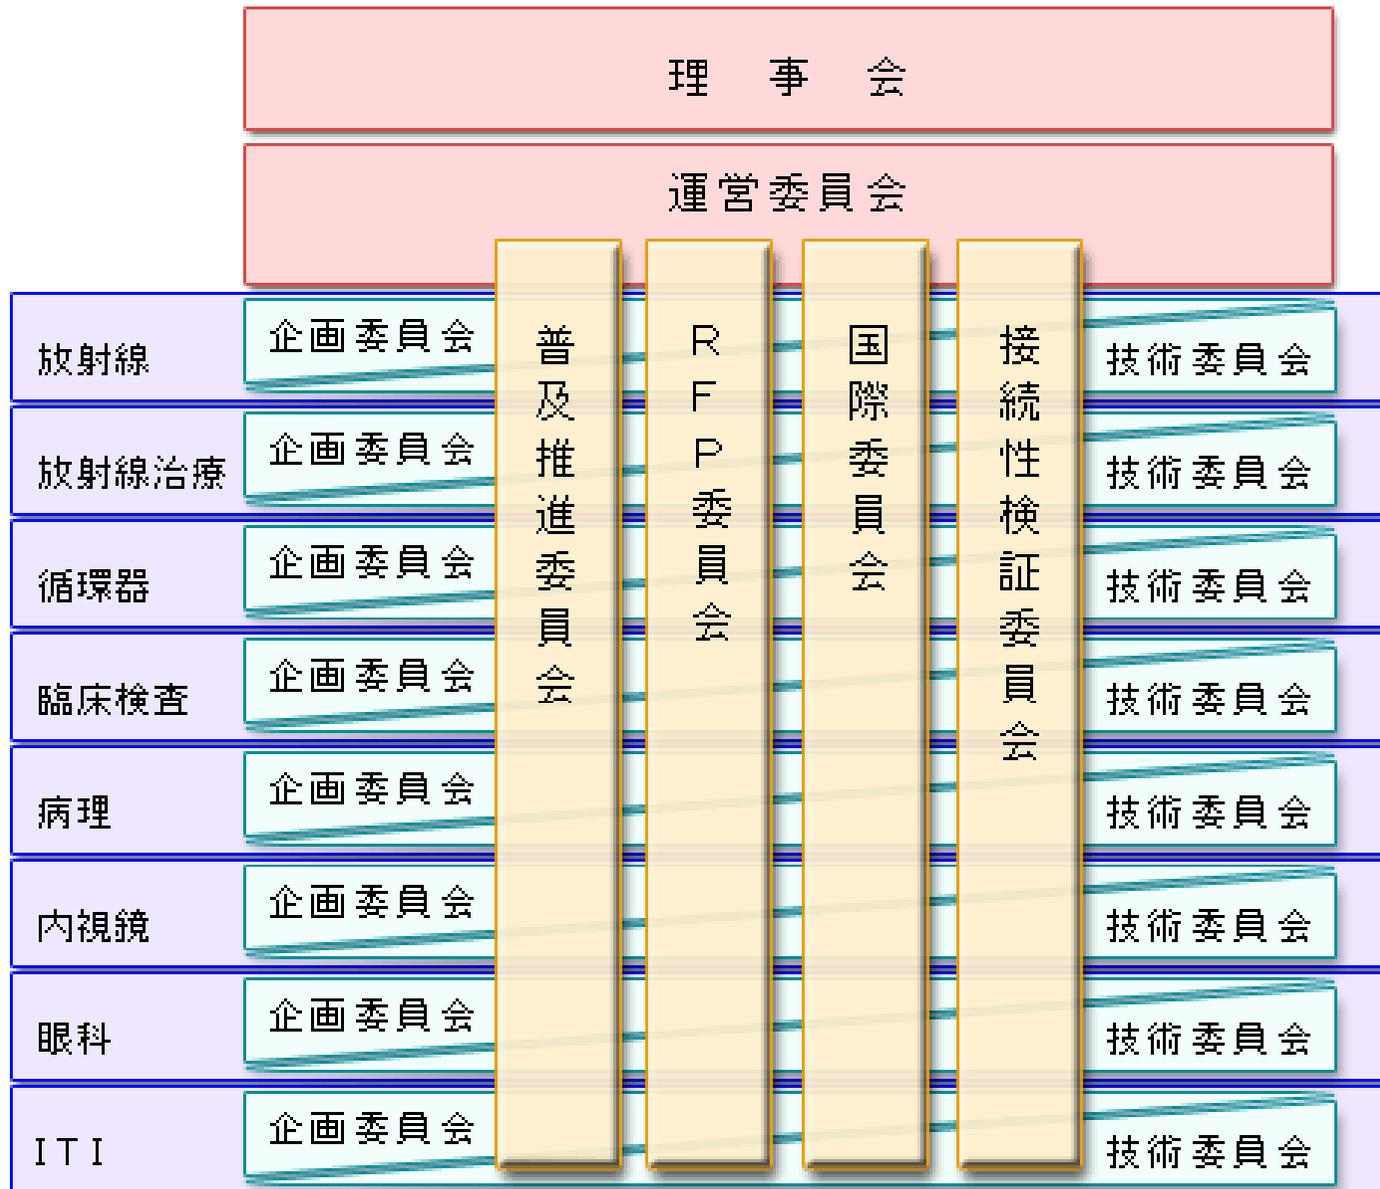 理 事 会
運営委員会
普及推進委員会
RFP委員会
国際委員会
接続性検証委員会
放射線
企画委員会
技術委員会
放射線治療
企画委員会
技術委員会
循環器
企画委員会
技術委員会
臨床検査
企画委員会
技術委員会
病理
企画委員会
技術委員会
内視鏡
企画委員会
技術委員会
眼科
企画委員会
技術委員会
ITI
企画委員会
技術委員会